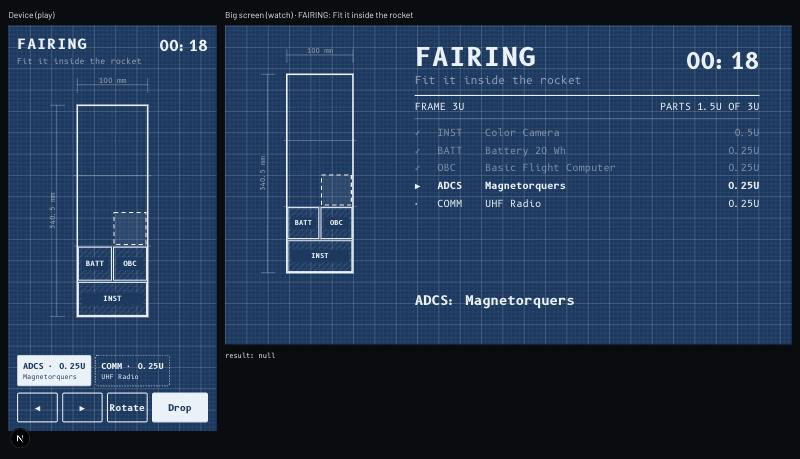 Device (play)
FAIRING
00: 18
Fit it inside the rocket
100 mm
340.5 mm
BATT
OBC
INST
ADCS · 0.25U
Magnetorquers
COMM · 0.25U
UHF Radio
◀
▶
Rotate
Drop
N
Big screen (watch) · FAIRING: Fit it inside the rocket
100 mm
340.5 mm
BATT
OBC
INST
FAIRING
00: 18
Fit it inside the rocket
FRAME 3U
PARTS 1.5U OF 3U
✓ INST Color Camera 0.5U
✓ BATT Battery 20 Wh 0.25U
✓ OBC Basic Flight Computer 0.25U
▶ ADCS Magnetorquers 0.25U
· COMM UHF Radio 0.25U
ADCS: Magnetorquers
result: null